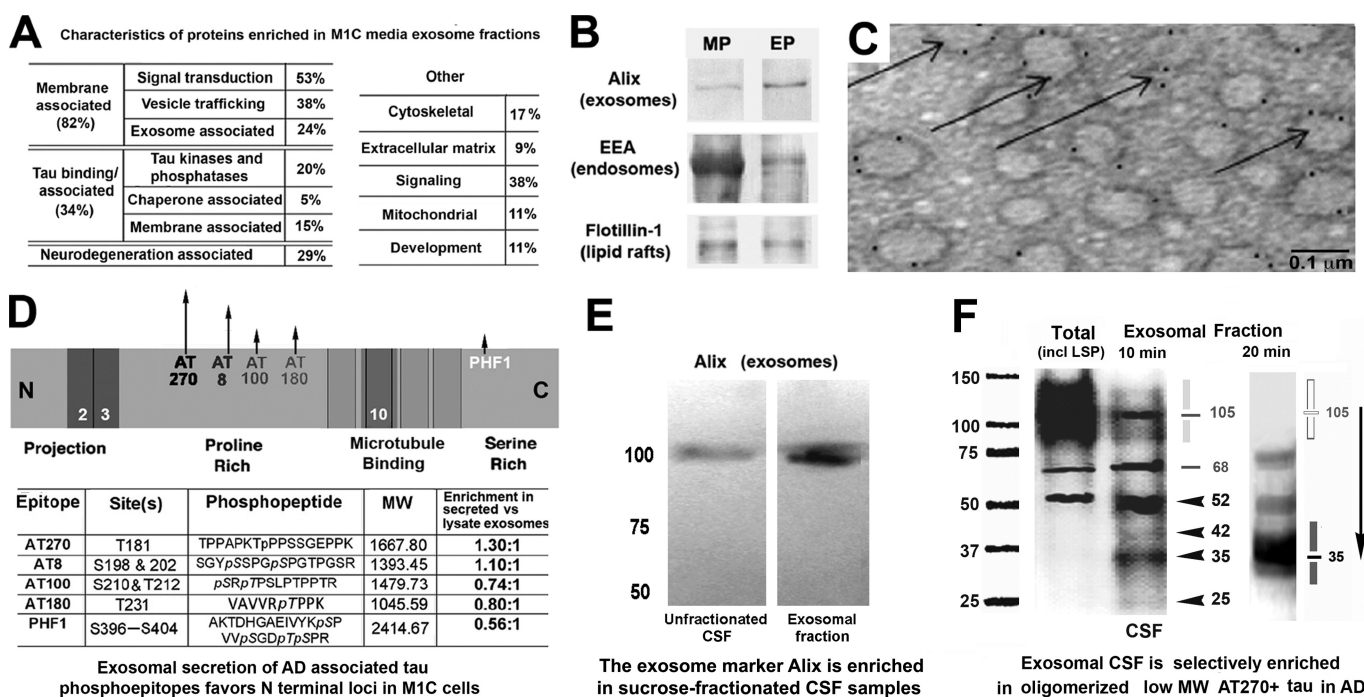 A
Characteristics of proteins enriched in M1C media exosome fractions
Membrane associated (82%)
Signal transduction 53%
Vesicle trafficking 38%
Exosome associated 24%
Tau binding/ associated (34%)
Tau kinases and phosphatases 20%
Chaperone associated 5%
Membrane associated 15%
Neurodegeneration associated 29%
Other
Cytoskeletal 17%
Extracellular matrix 9%
Signaling 38%
Mitochondrial 11%
Development 11%
B
MP EP
Alix
(exosomes)
EEA
(endosomes)
Flotillin-1
(lipid rafts)
C
0.1 µm
D
N
2 3
AT 270
AT 8
AT 100
AT 180
10
PHF1
C
Projection
Proline Rich
Microtubule Binding
Serine Rich
Epitope Site(s) Phosphopeptide MW Enrichment in secreted vs lysate exosomes
AT270 T181 TPPAPKTpPPSSGEPPK 1667.80 1.30:1
AT8 S198 & 202 SGYpSSPGpSPGTPGSR 1393.45 1.10:1
AT100 S210 & T212 pSRpTPSLPTPPTR 1479.73 0.74:1
AT180 T231 VAVVRpTPPK 1045.59 0.80:1
PHF1 S396–S404 AKTDHGAEIVYKpSP VVpSGDpTpSPR 2414.67 0.56:1
Exosomal secretion of AD associated tau
phosphoepitopes favors N terminal loci in M1C cells
E
Alix (exosomes)
100
75
50
Unfractionated CSF
Exosomal fraction
The exosome marker Alix is enriched
in sucrose-fractionated CSF samples
F
Total (incl LSP)
Exosomal Fraction
10 min
20 min
150
100
75
50
37
25
105
68
52
42
35
25
105
35
CSF
Exosomal CSF is selectively enriched
in oligomerized low MW AT270+ tau in AD